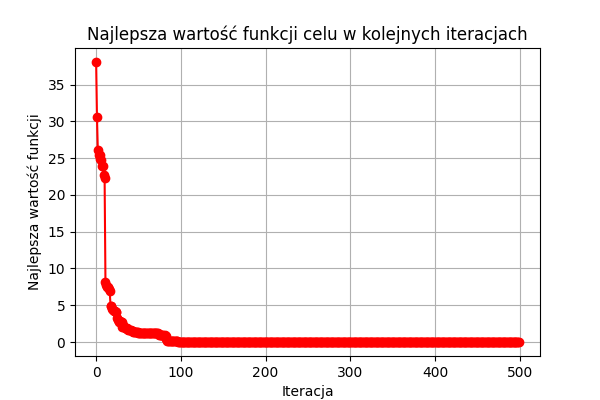 Najlepsza wartość funkcji celu w kolejnych iteracjach
35
30
25
20
15
10
5
0
Najlepsza wartość funkcji
0 100 200 300 400 500
Iteracja